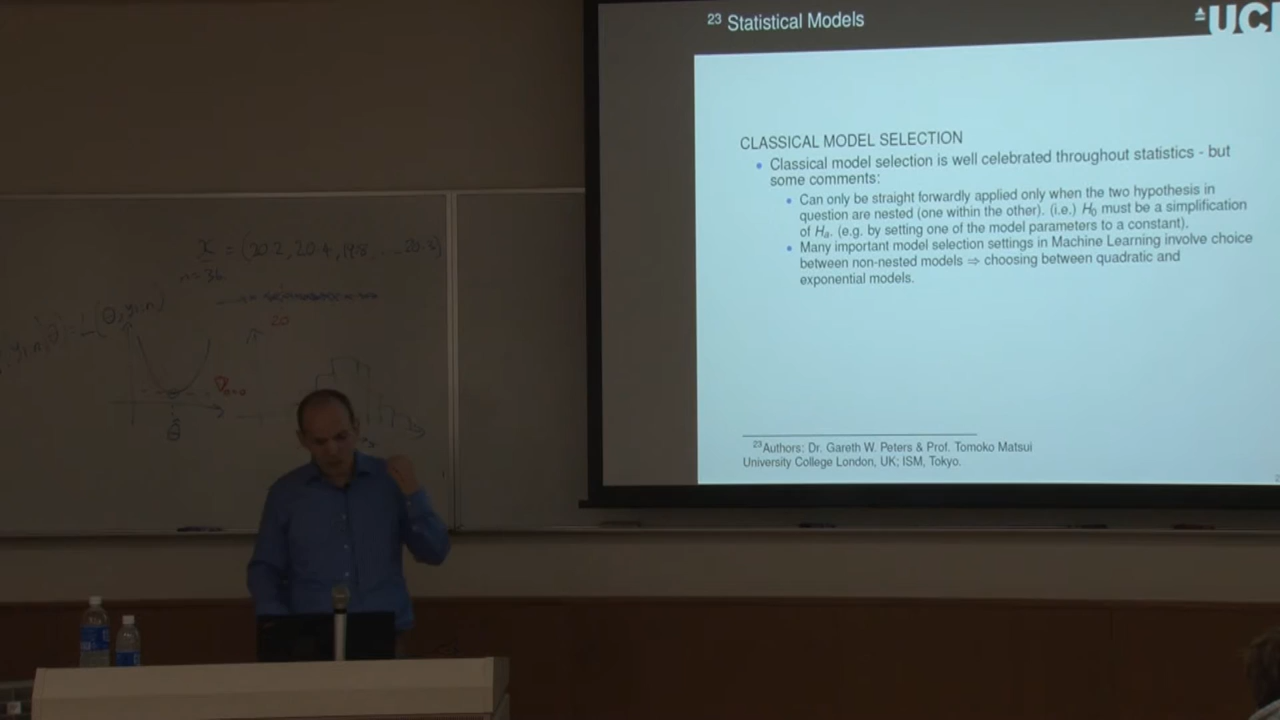 23 Statistical Models
UCL
CLASSICAL MODEL SELECTION
• Classical model selection is well celebrated throughout statistics - but
some comments:
• Can only be straight forwardly applied only when the two hypothesis in
question are nested (one within the other). (i.e.) H₀ must be a simplification
of Hₐ. (e.g. by setting one of the model parameters to a constant).
• Many important model selection settings in Machine Learning involve choice
between non-nested models ⇒ choosing between quadratic and
exponential models.
23Authors: Dr. Gareth W. Peters & Prof. Tomoko Matsui
University College London, UK; ISM, Tokyo.
x = (20.2, 20.4, 19.8, ... 20.3)
n=36
20